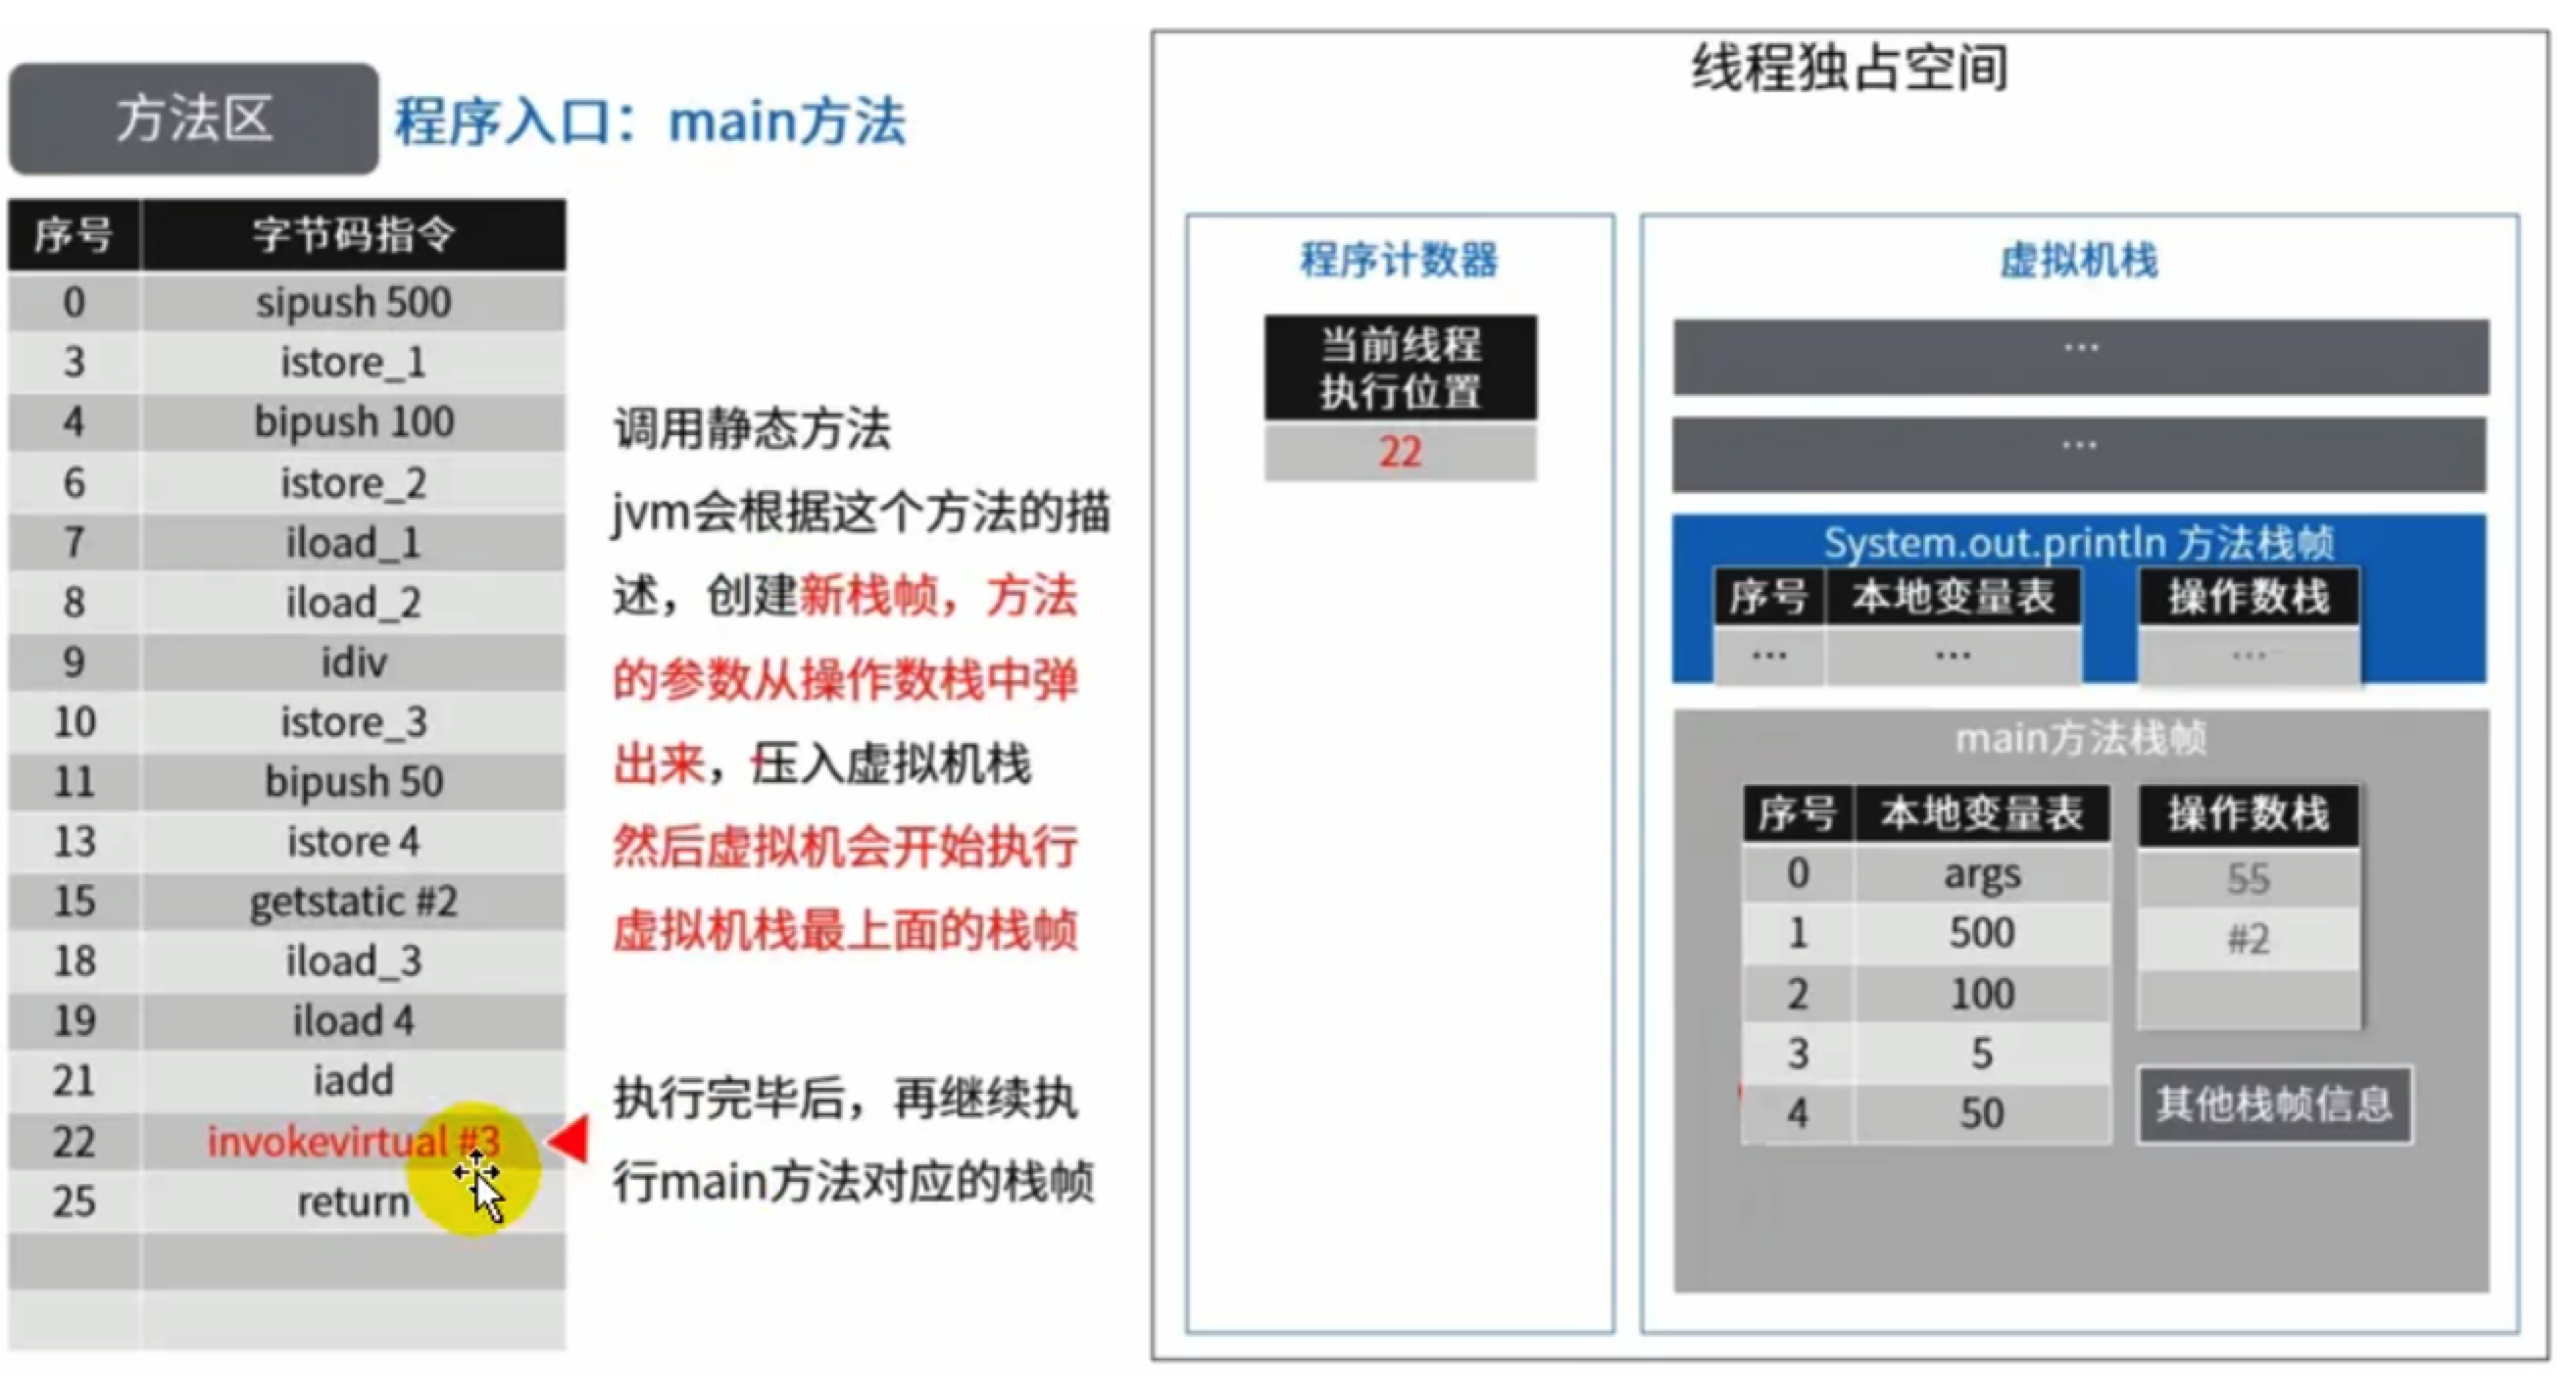 方法区
程序入口：main方法
序号 字节码指令
0 sipush 500
3 istore_1
4 bipush 100
6 istore_2
7 iload_1
8 iload_2
9 idiv
10 istore_3
11 bipush 50
13 istore 4
15 getstatic #2
18 iload_3
19 iload 4
21 iadd
22 invokevirtual #3
25 return
调用静态方法
jvm会根据这个方法的描
述，创建新栈帧，方法
的参数从操作数栈中弹
出来，压入虚拟机栈
然后虚拟机会开始执行
虚拟机栈最上面的栈帧
执行完毕后，再继续执
行main方法对应的栈帧
线程独占空间
程序计数器
当前线程
执行位置
22
虚拟机栈
...
...
System.out.println 方法栈帧
序号 本地变量表 操作数栈
... ... ...
main方法栈帧
序号 本地变量表
0 args
1 500
2 100
3 5
4 50
操作数栈
55
#2
其他栈帧信息